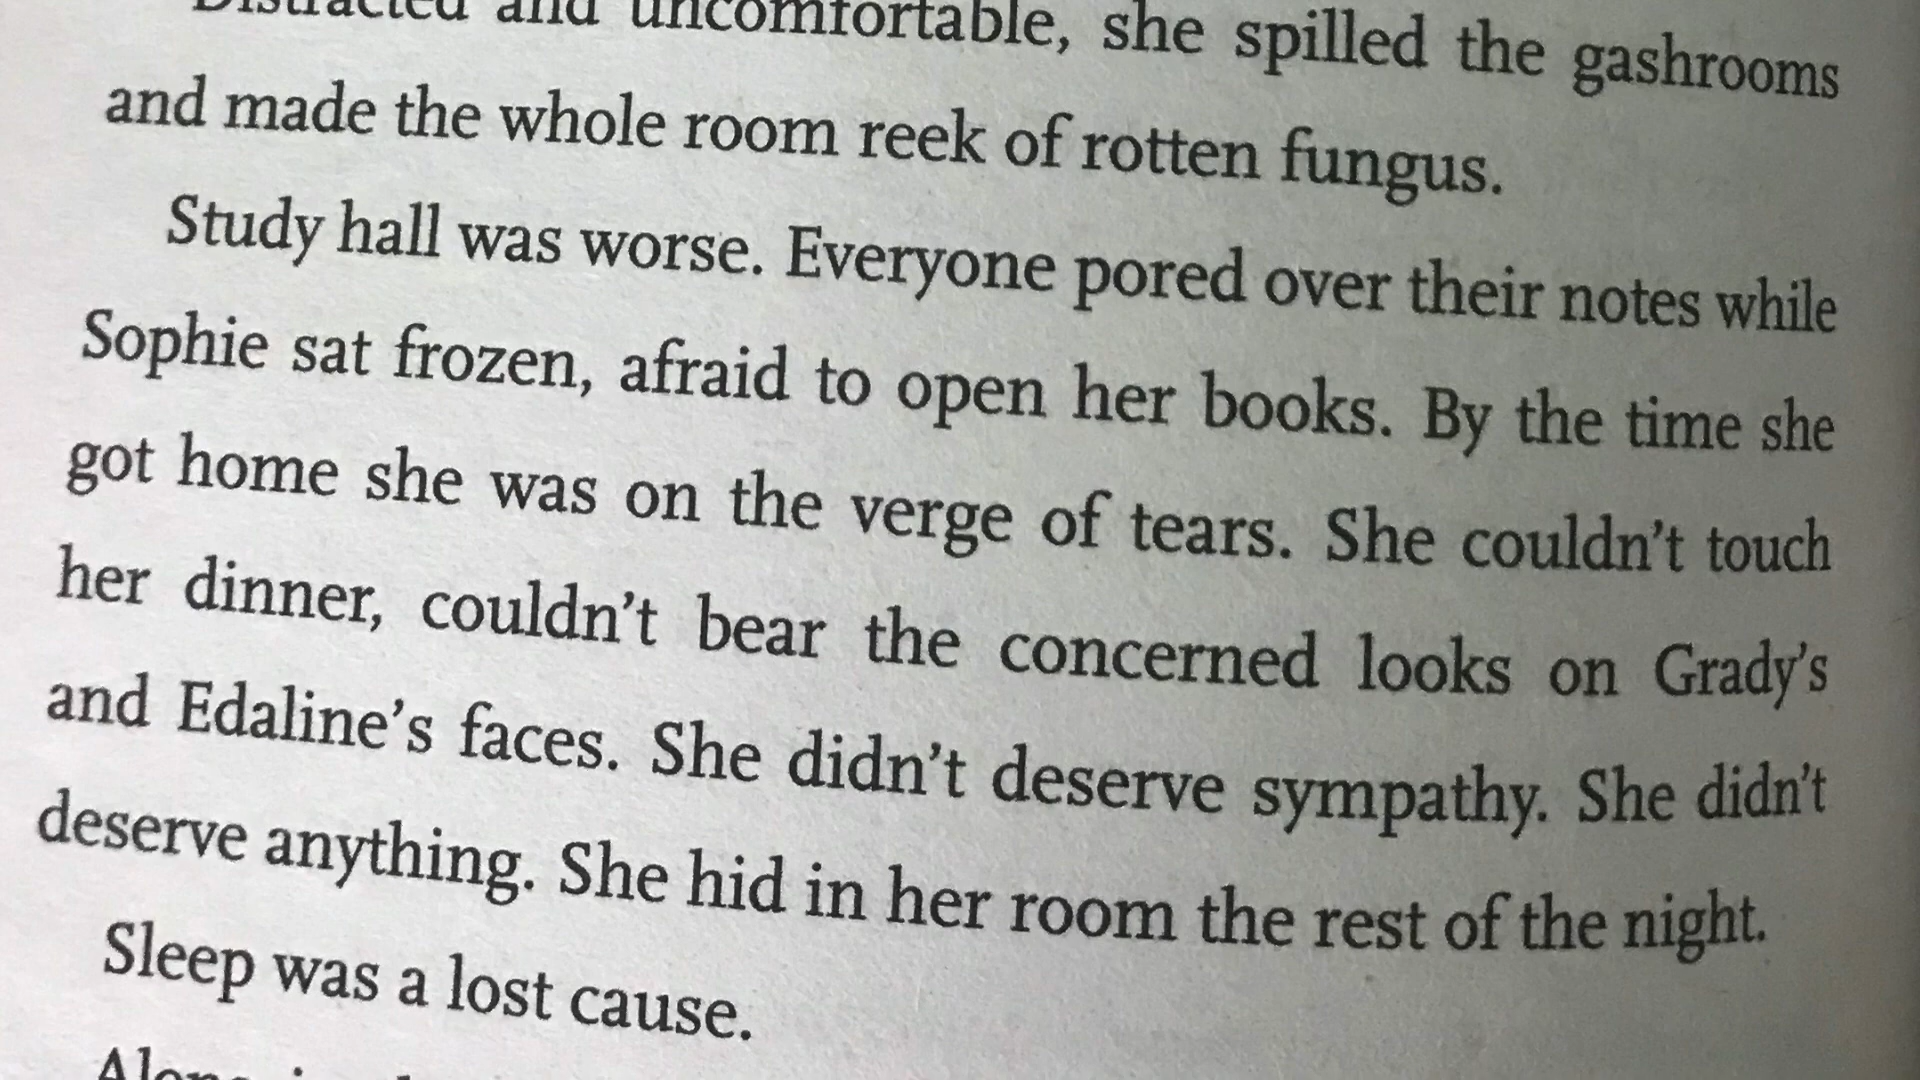 Distracted and uncomfortable, she spilled the gashrooms
and made the whole room reek of rotten fungus.
Study hall was worse. Everyone pored over their notes while
Sophie sat frozen, afraid to open her books. By the time she
got home she was on the verge of tears. She couldn't touch
her dinner, couldn't bear the concerned looks on Grady's
and Edaline's faces. She didn't deserve sympathy. She didn't
deserve anything. She hid in her room the rest of the night.
Sleep was a lost cause.
Alone in